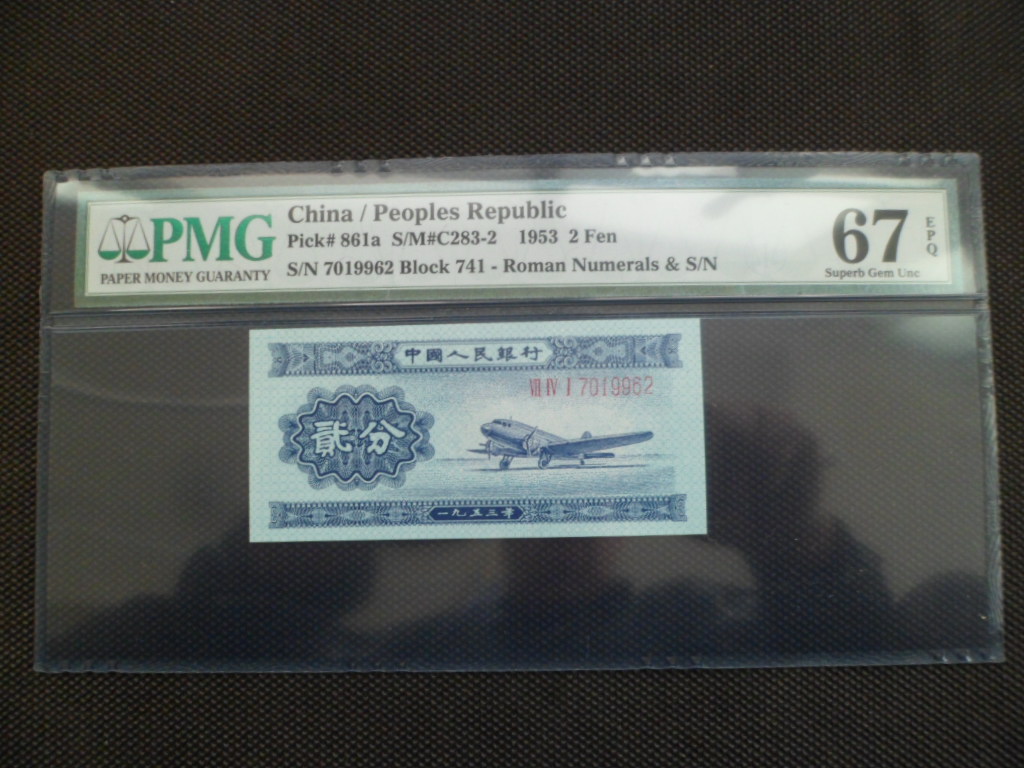 PMG
PAPER MONEY GUARANTY
China / Peoples Republic
Pick# 861a S/M#C283-2 1953 2 Fen
S/N 7019962 Block 741 - Roman Numerals & S/N
67
EPQ
Superb Gem Unc
中國人民銀行
VII IV I 7019962
貳分
一九五三年